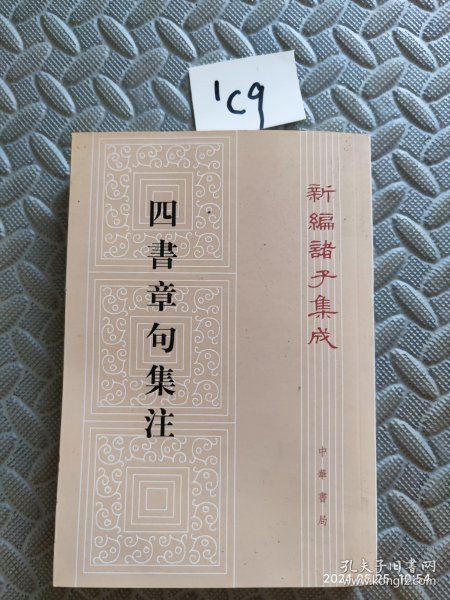 1C9
新編諸子集成
四書章句集注
中華書局
孔夫子旧书网